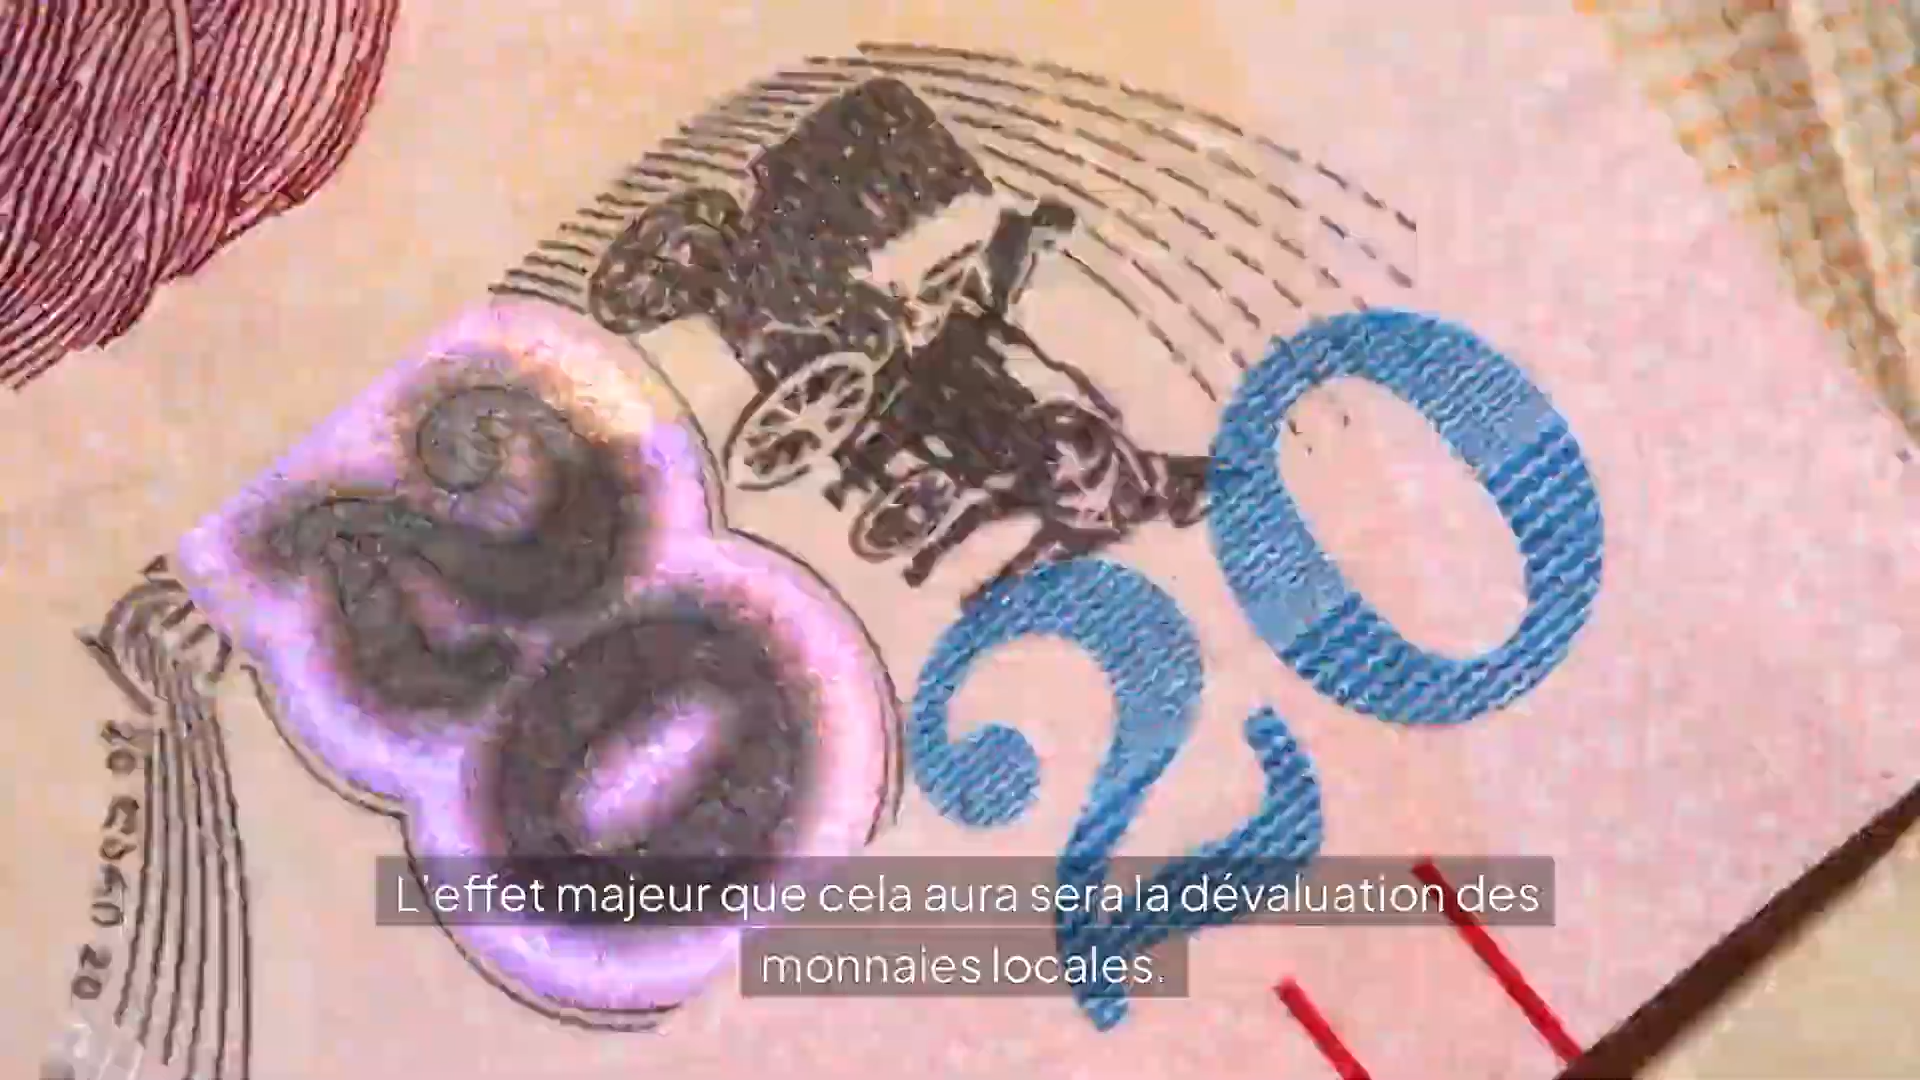 20
20
L'effet majeur que cela aura sera la dévaluation des
monnaies locales.